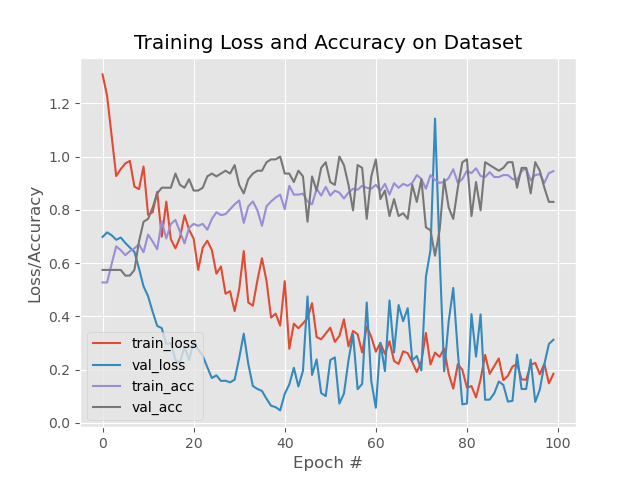 Training Loss and Accuracy on Dataset
Loss/Accuracy
1.2
1.0
0.8
0.6
0.4
0.2
0.0
train_loss
val_loss
train_acc
val_acc
0 20 40 60 80 100
Epoch #